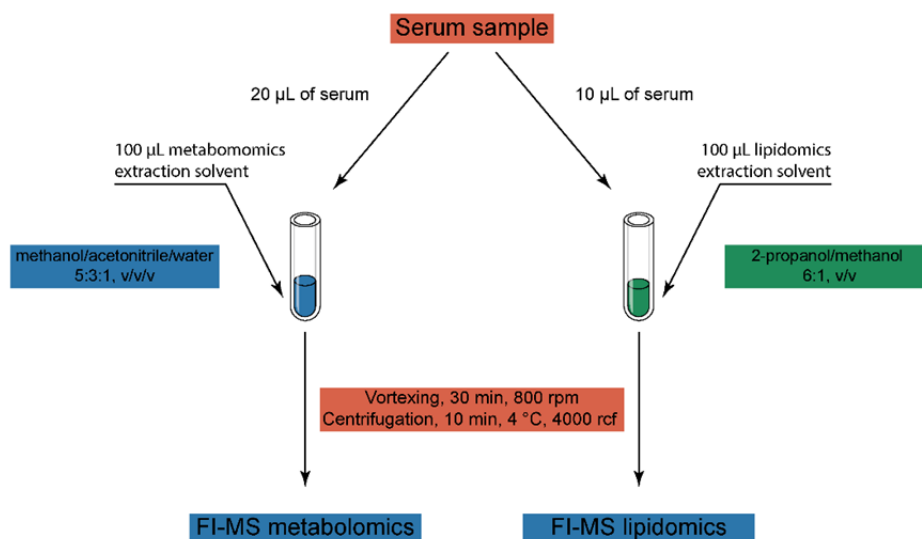 Serum sample
20 µL of serum
10 µL of serum
100 µL metabomomics
extraction solvent
100 µL lipidomics
extraction solvent
methanol/acetonitrile/water
5:3:1, v/v/v
2-propanol/methanol
6:1, v/v
Vortexing, 30 min, 800 rpm
Centrifugation, 10 min, 4 °C, 4000 rcf
FI-MS metabolomics
FI-MS lipidomics